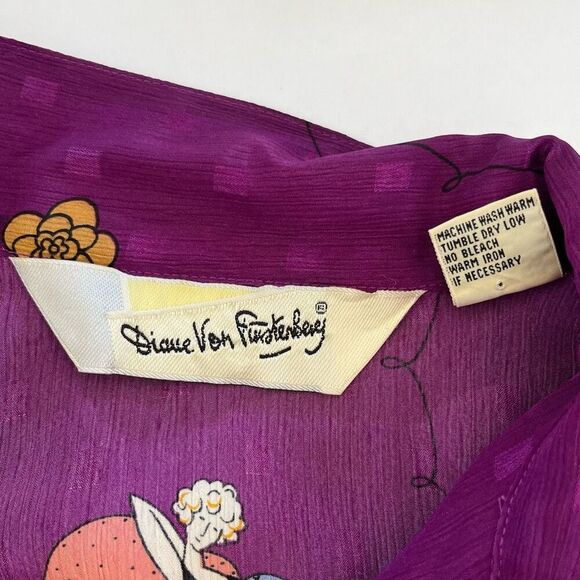 Diane Von Furstenberg
MACHINE WASH WARM
TUMBLE DRY LOW
NO BLEACH
WARM IRON
IF NECESSARY